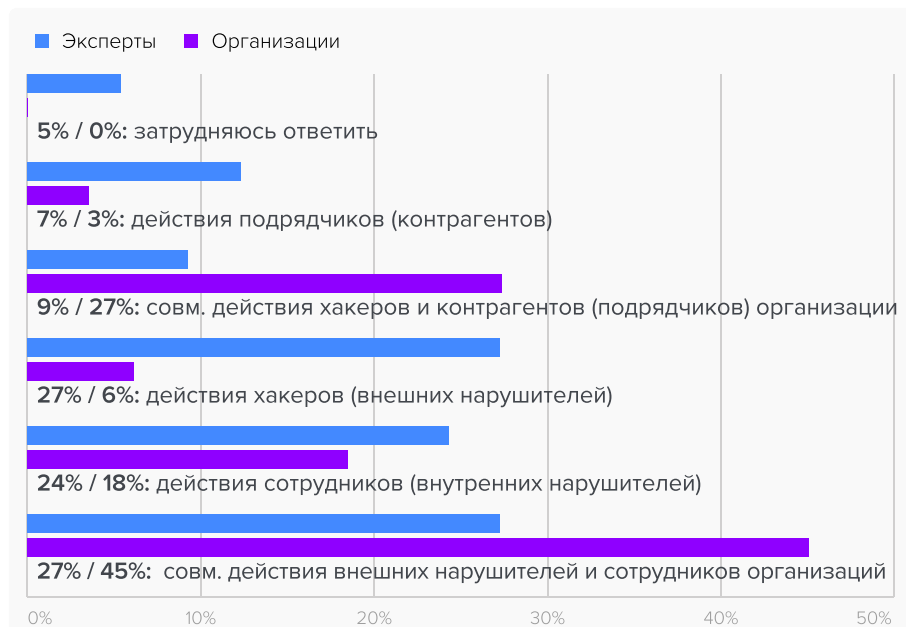 Эксперты Организации
5% / 0%: затрудняюсь ответить
7% / 3%: действия подрядчиков (контрагентов)
9% / 27%: совм. действия хакеров и контрагентов (подрядчиков) организации
27% / 6%: действия хакеров (внешних нарушителей)
24% / 18%: действия сотрудников (внутренних нарушителей)
27% / 45%: совм. действия внешних нарушителей и сотрудников организаций
0% 10% 20% 30% 40% 50%